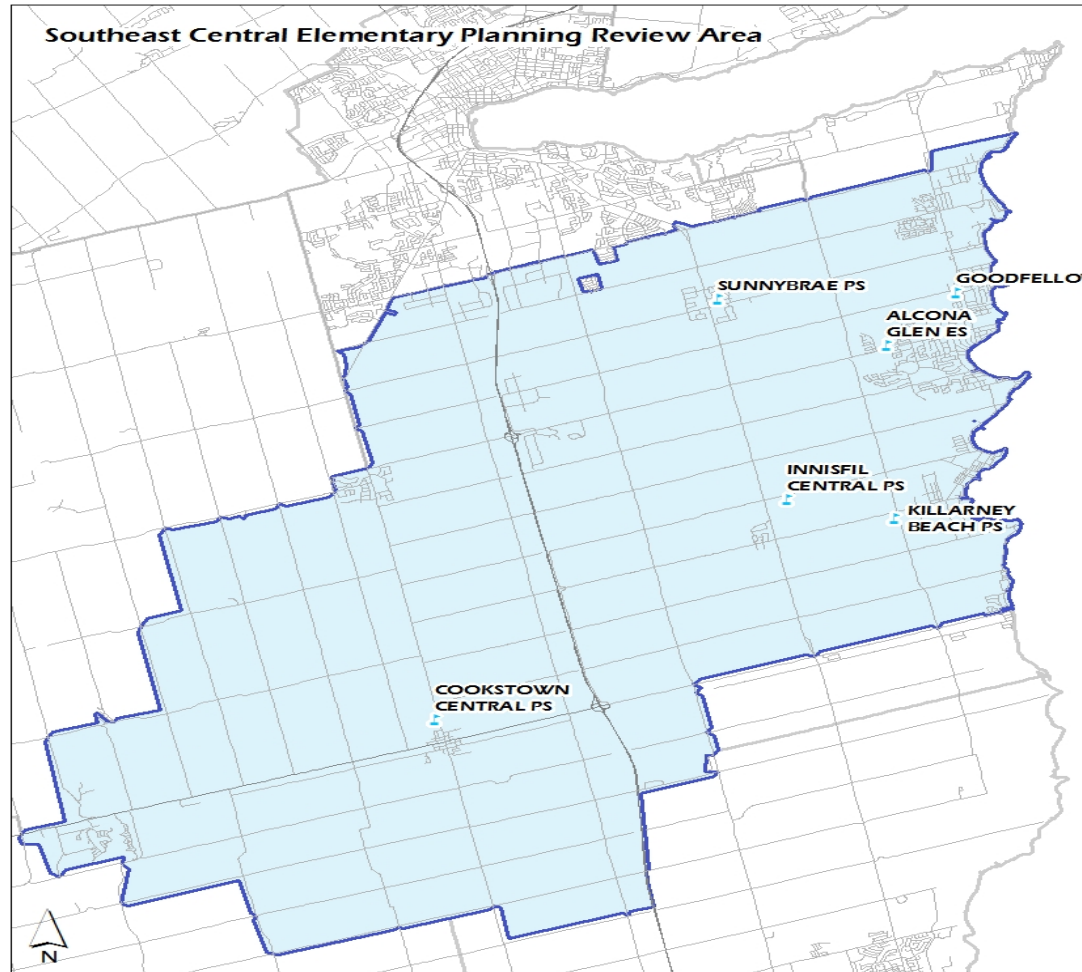 Southeast Central Elementary Planning Review Area
SUNNYBRAE PS
GOODFELLO
ALCONA
GLEN ES
INNISFIL
CENTRAL PS
KILLARNEY
BEACH PS
COOKSTOWN
CENTRAL PS
N